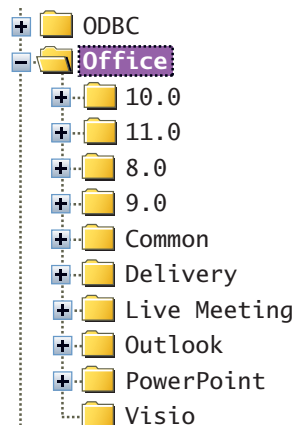 ODBC
Office
10.0
11.0
8.0
9.0
Common
Delivery
Live Meeting
Outlook
PowerPoint
Visio